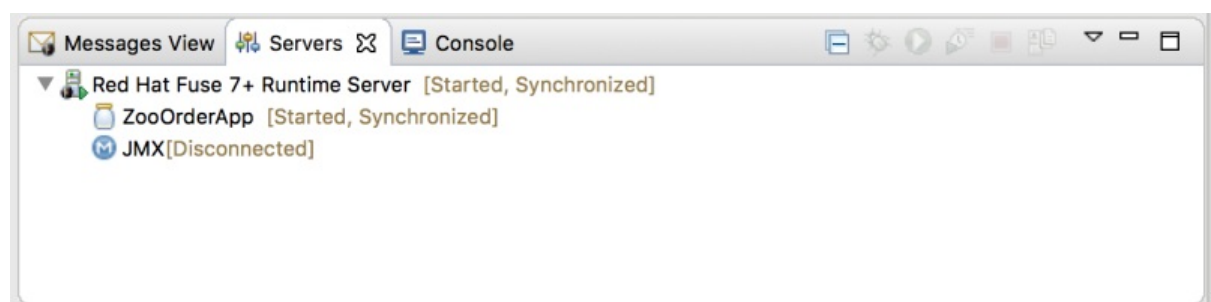 Messages View Servers Console
Red Hat Fuse 7+ Runtime Server [Started, Synchronized]
ZooOrderApp [Started, Synchronized]
JMX[Disconnected]